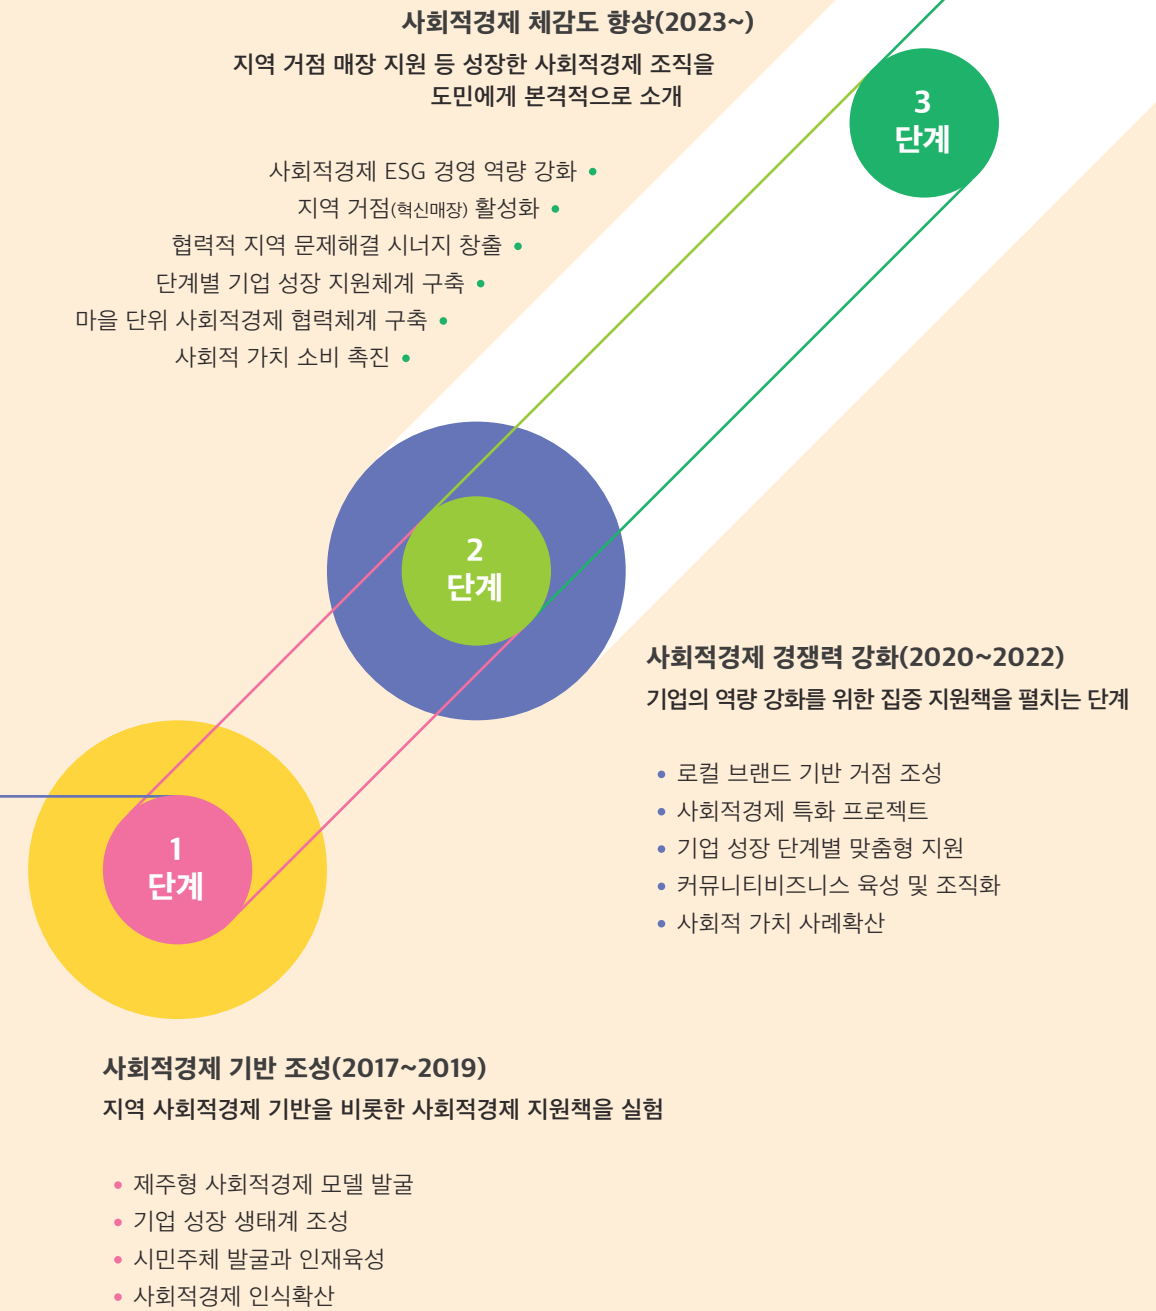 사회적경제 체감도 향상(2023~)
지역 거점 매장 지원 등 성장한 사회적경제 조직을
도민에게 본격적으로 소개
사회적경제 ESG 경영 역량 강화 •
지역 거점(혁신매장) 활성화 •
협력적 지역 문제해결 시너지 창출 •
단계별 기업 성장 지원체계 구축 •
마을 단위 사회적경제 협력체계 구축 •
사회적 가치 소비 촉진 •
3
단계
2
단계
사회적경제 경쟁력 강화(2020~2022)
기업의 역량 강화를 위한 집중 지원책을 펼치는 단계
• 로컬 브랜드 기반 거점 조성
• 사회적경제 특화 프로젝트
• 기업 성장 단계별 맞춤형 지원
• 커뮤니티비즈니스 육성 및 조직화
• 사회적 가치 사례확산
1
단계
사회적경제 기반 조성(2017~2019)
지역 사회적경제 기반을 비롯한 사회적경제 지원책을 실험
• 제주형 사회적경제 모델 발굴
• 기업 성장 생태계 조성
• 시민주체 발굴과 인재육성
• 사회적경제 인식확산